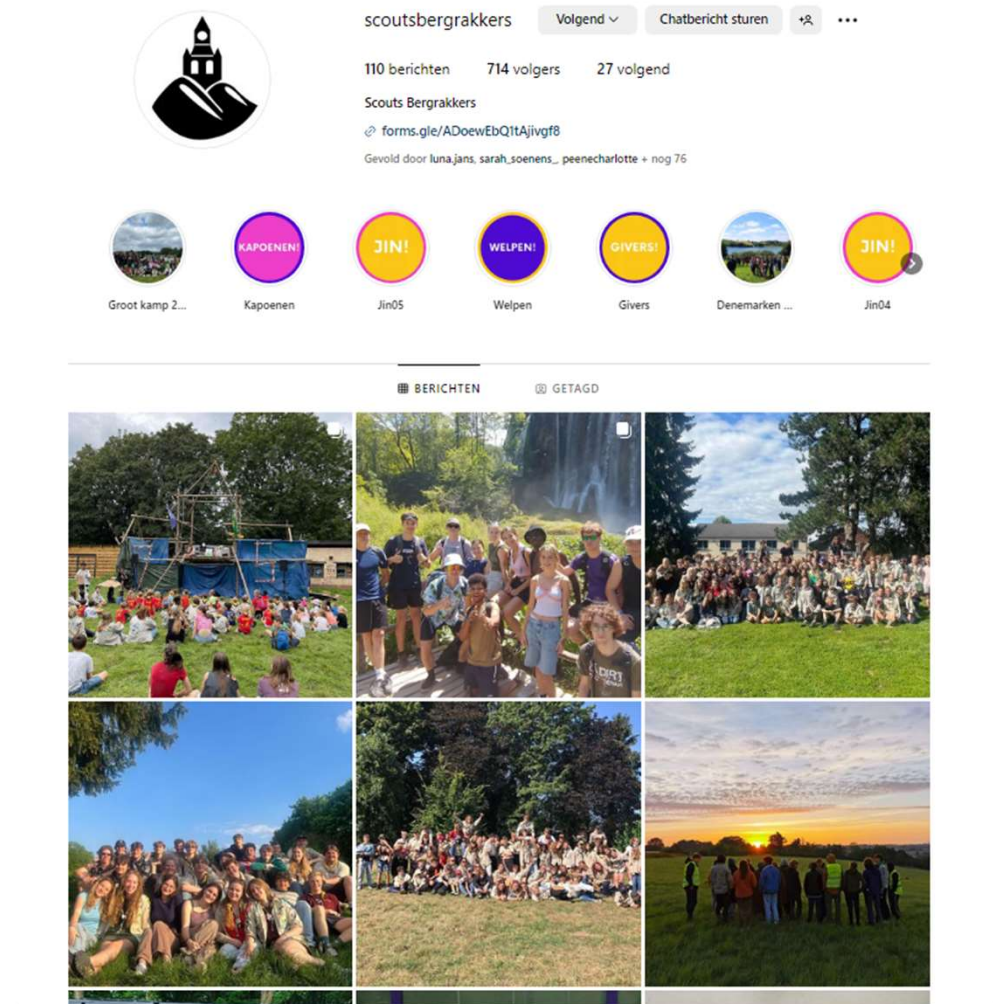 scoutsbergrakkers Volgend Chatbericht sturen
110 berichten 714 volgers 27 volgend
Scouts Bergrakkers
forms.gle/ADoewEbQ1tAjivgf8
Gevold door luna.jans, sarah_soenens_, peenecharlotte + nog 76
KAPOENEN! JIN! WELPEN! GIVERS! JIN!
Groot kamp 2... Kapoenen Jin05 Welpen Givers Denemarken ... Jin04
BERICHTEN GETAGD